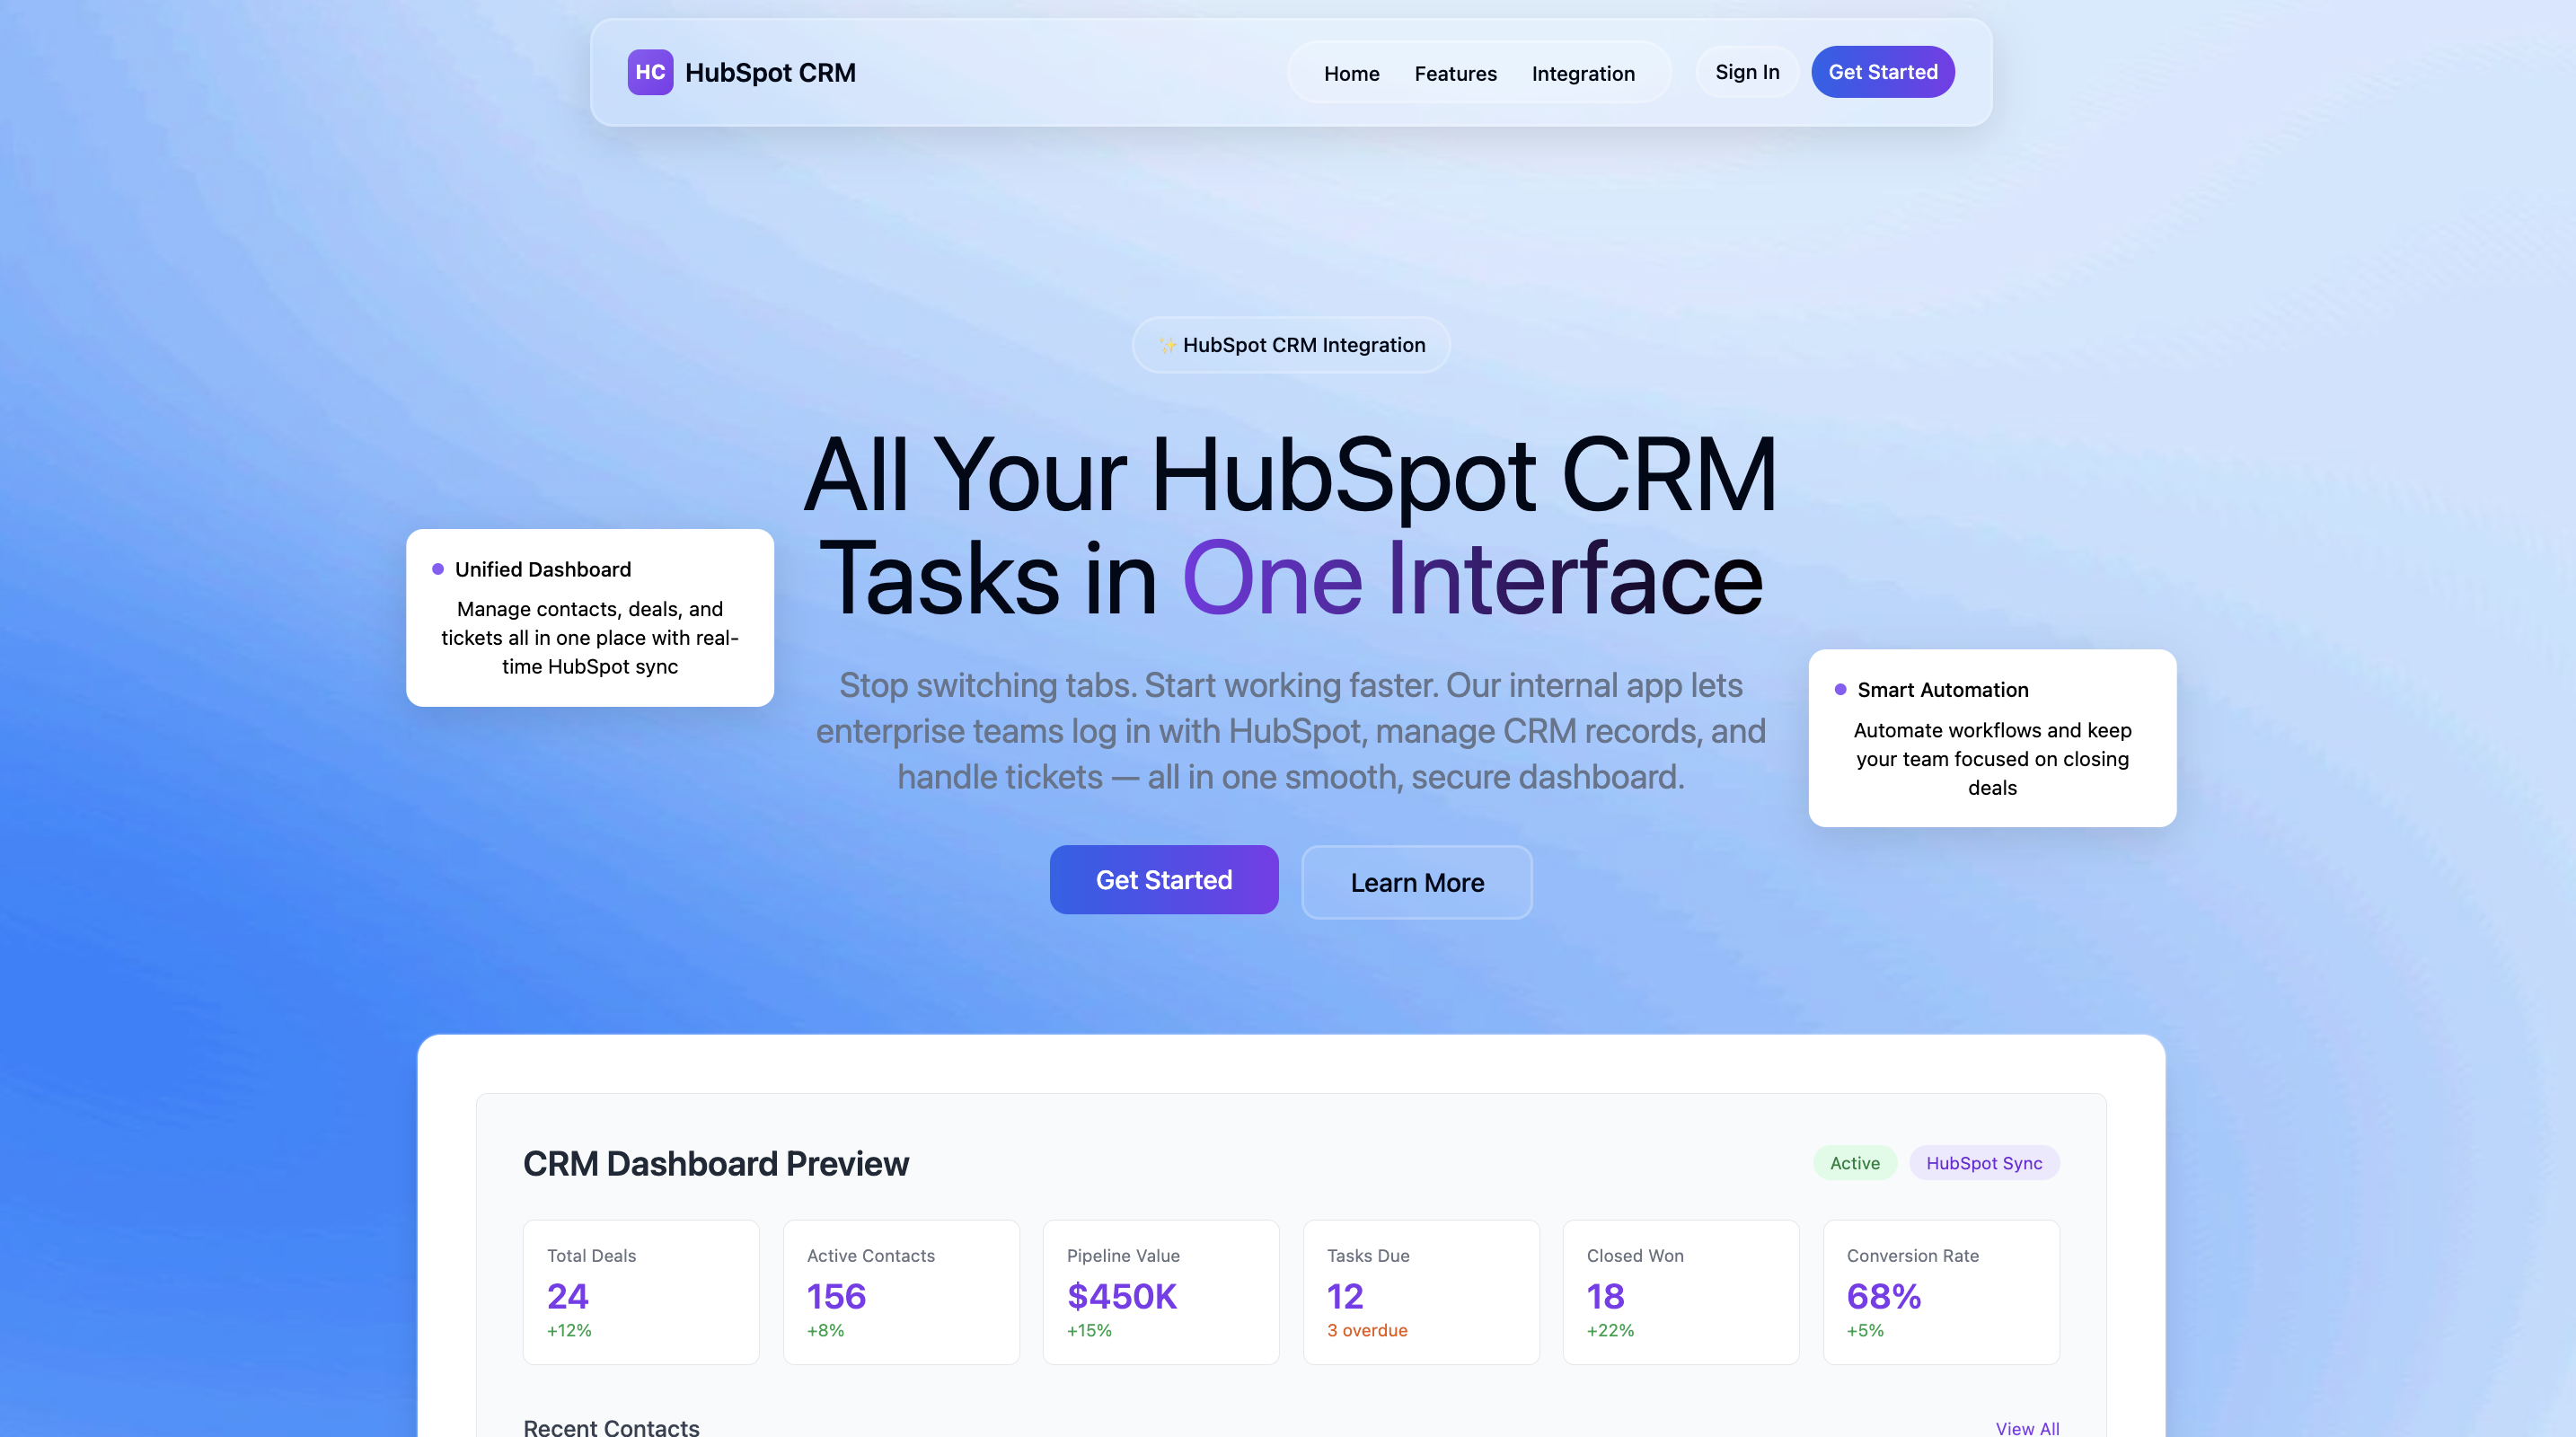 HC HubSpot CRM
Home Features Integration Sign In Get Started
✨ HubSpot CRM Integration
All Your HubSpot CRM
Tasks in One Interface
Unified Dashboard
Manage contacts, deals, and
tickets all in one place with real-
time HubSpot sync
Stop switching tabs. Start working faster. Our internal app lets
enterprise teams log in with HubSpot, manage CRM records, and
handle tickets — all in one smooth, secure dashboard.
Smart Automation
Automate workflows and keep
your team focused on closing
deals
Get Started Learn More
CRM Dashboard Preview
Active HubSpot Sync
Total Deals
24
+12%
Active Contacts
156
+8%
Pipeline Value
$450K
+15%
Tasks Due
12
3 overdue
Closed Won
18
+22%
Conversion Rate
68%
+5%
Recent Contacts View All